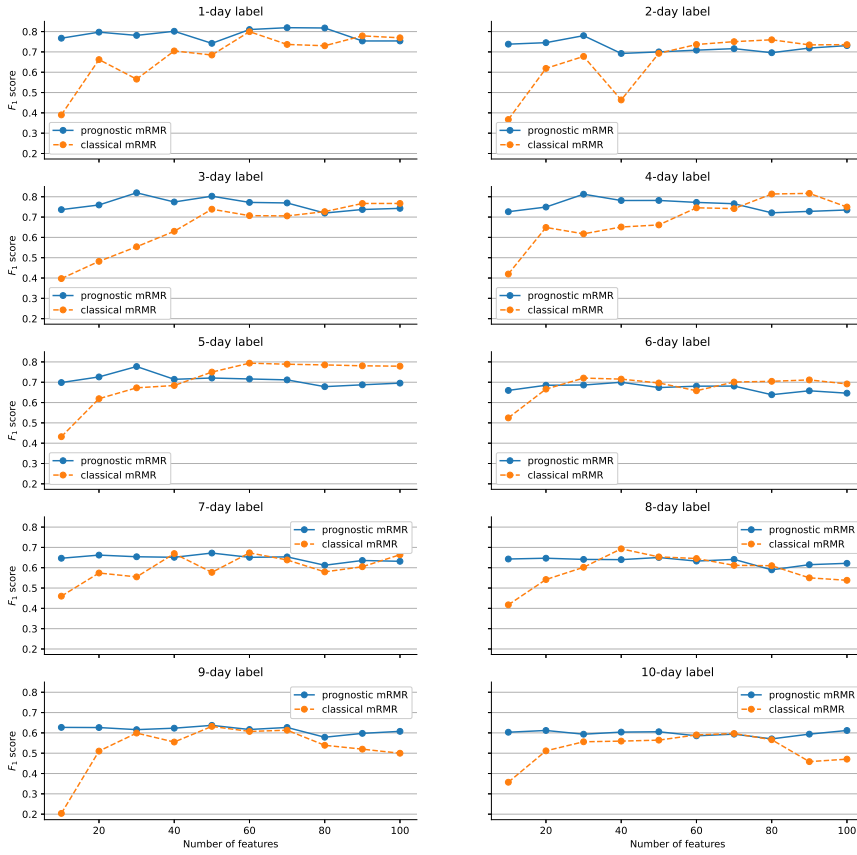 1-day label
2-day label
F1 score
0.8
0.7
0.6
0.5
0.4
0.3
0.2
prognostic mRMR
classical mRMR
prognostic mRMR
classical mRMR
3-day label
4-day label
F1 score
0.8
0.7
0.6
0.5
0.4
0.3
0.2
prognostic mRMR
classical mRMR
prognostic mRMR
classical mRMR
5-day label
6-day label
F1 score
0.8
0.7
0.6
0.5
0.4
0.3
0.2
prognostic mRMR
classical mRMR
prognostic mRMR
classical mRMR
7-day label
8-day label
F1 score
0.8
0.7
0.6
0.5
0.4
0.3
0.2
prognostic mRMR
classical mRMR
prognostic mRMR
classical mRMR
9-day label
10-day label
F1 score
0.8
0.7
0.6
0.5
0.4
0.3
0.2
prognostic mRMR
classical mRMR
prognostic mRMR
classical mRMR
20 40 60 80 100
20 40 60 80 100
Number of features
Number of features